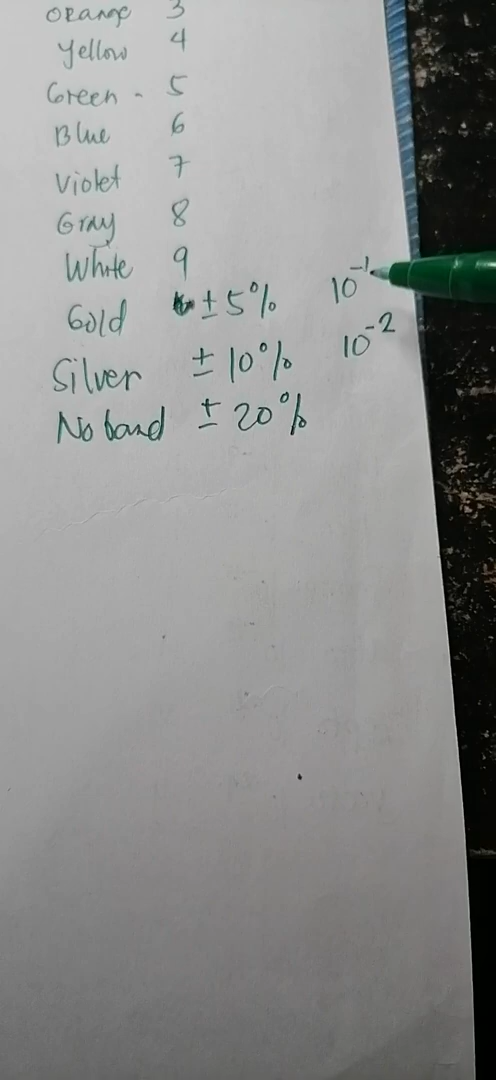 Orange 3
Yellow 4
Green - 5
Blue 6
Violet 7
Gray 8
White 9
Gold ±5% 10⁻¹
Silver ±10% 10⁻²
No band ±20%